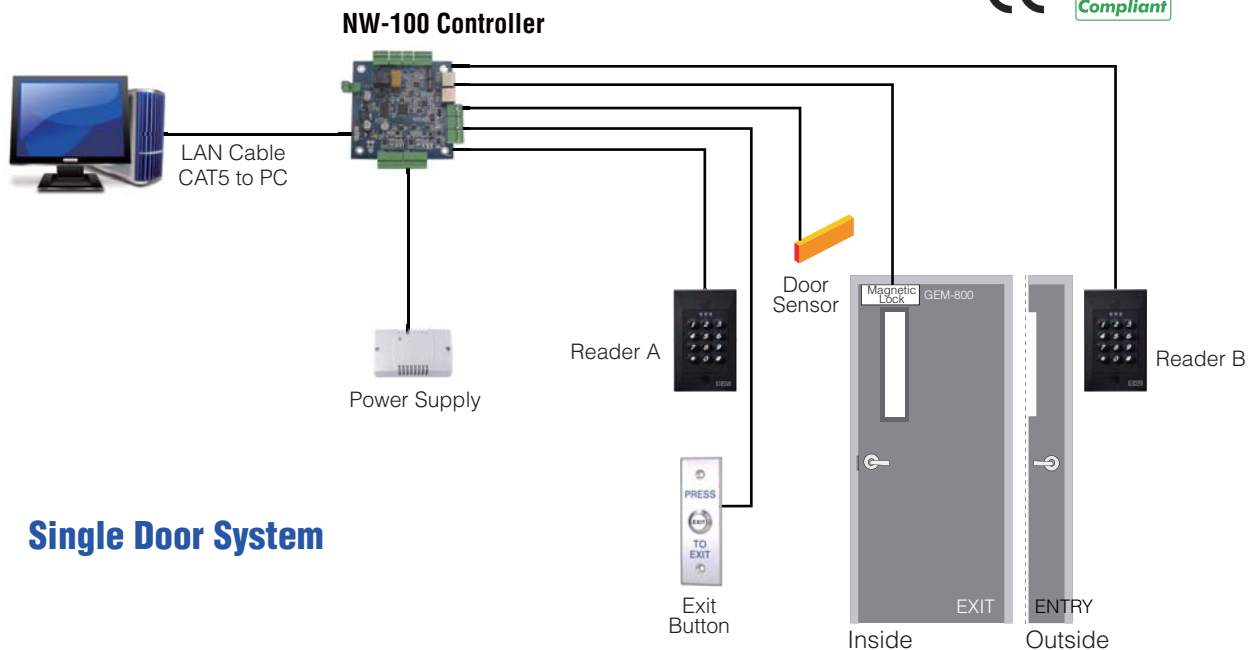 CE
Compliant
NW-100 Controller
LAN Cable
CAT5 to PC
Door
Sensor
Magnetic
Lock
GEM-800
Reader A
Reader B
Power Supply
PRESS
EXIT
TO
EXIT
Single Door System
Exit
Button
EXIT
ENTRY
Inside
Outside